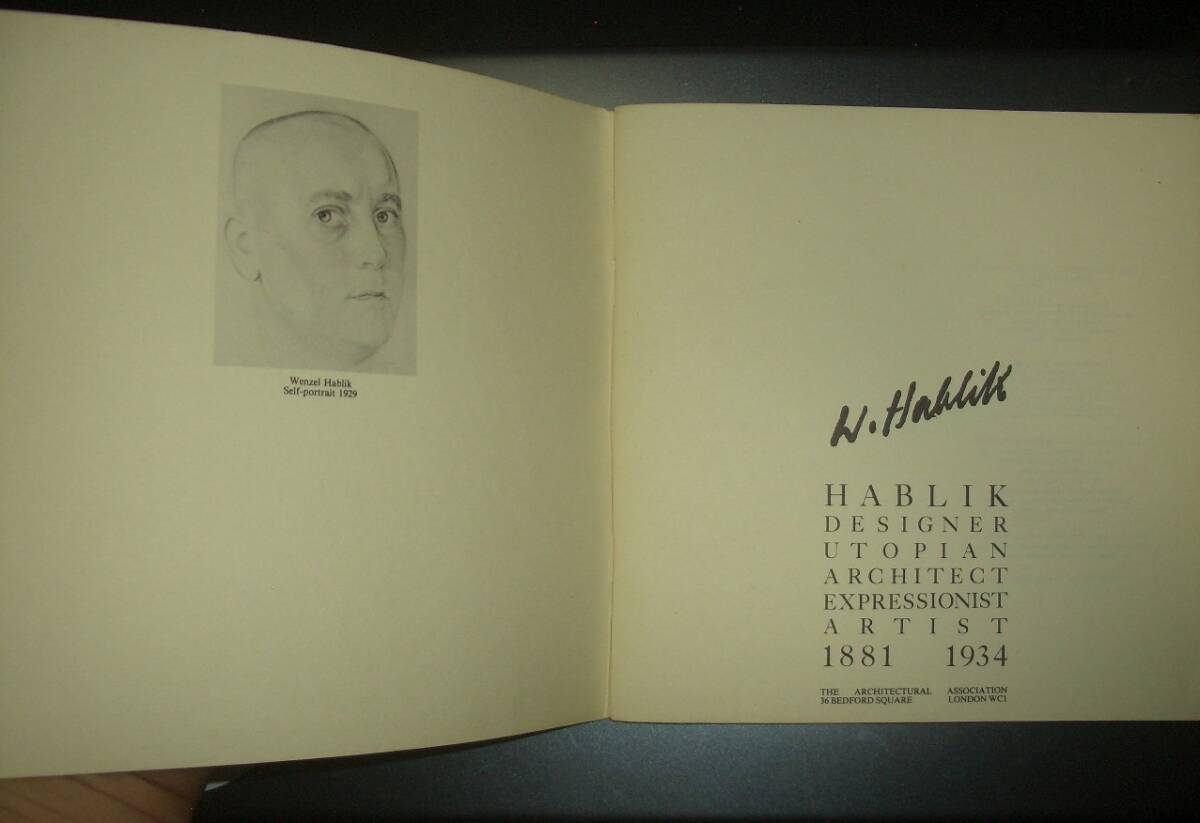 Wenzel Hablik
Self-portrait 1929
W. Hablik
HABLIK
DESIGNER
UTOPIAN
ARCHITECT
EXPRESSIONIST
ARTIST
1881 1934
THE ARCHITECTURAL ASSOCIATION
36 BEDFORD SQUARE LONDON WC1